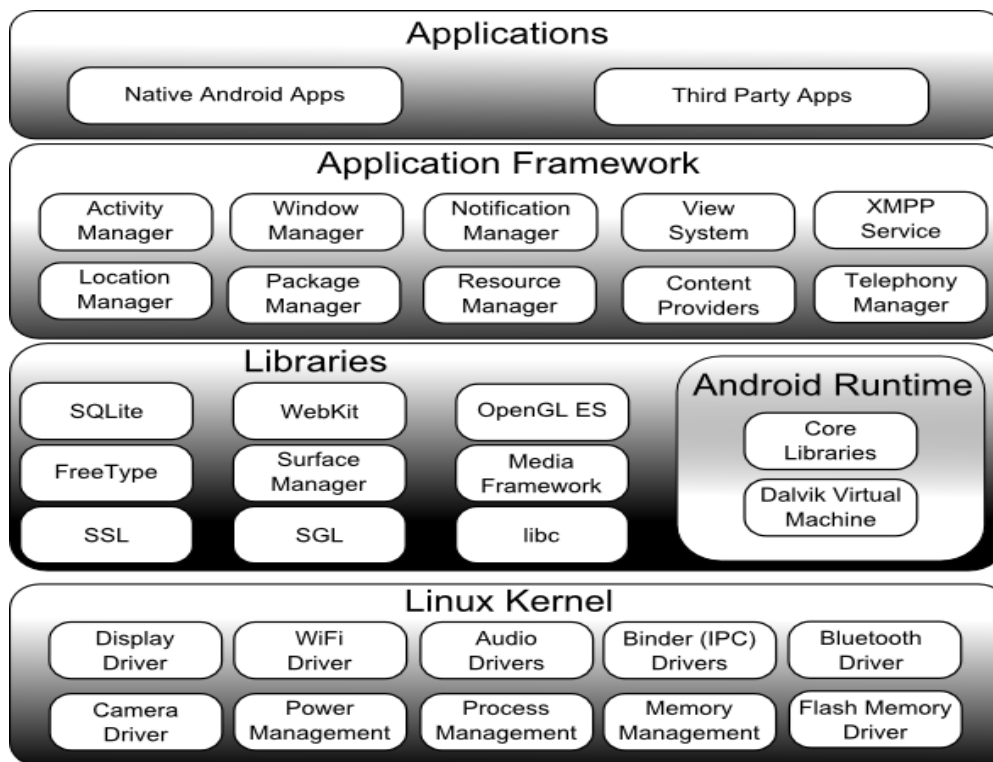 Applications
Native Android Apps
Third Party Apps
Application Framework
Activity
Manager
Window
Manager
Notification
Manager
View
System
XMPP
Service
Location
Manager
Package
Manager
Resource
Manager
Content
Providers
Telephony
Manager
Libraries
SQLite
WebKit
OpenGL ES
FreeType
Surface
Manager
Media
Framework
SSL
SGL
libc
Android Runtime
Core
Libraries
Dalvik Virtual
Machine
Linux Kernel
Display
Driver
WiFi
Driver
Audio
Drivers
Binder (IPC)
Drivers
Bluetooth
Driver
Camera
Driver
Power
Management
Process
Management
Memory
Management
Flash Memory
Driver